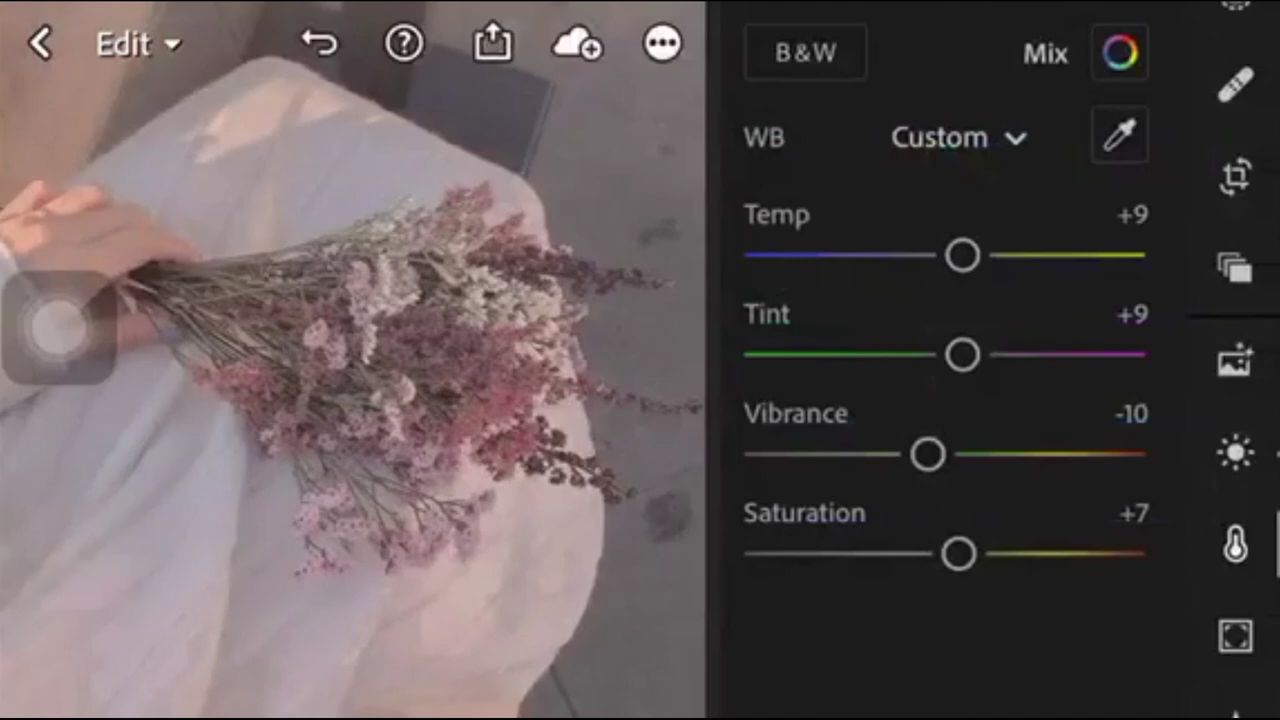 Edit
B&W
Mix
WB
Custom
Temp
+9
Tint
+9
Vibrance
-10
Saturation
+7